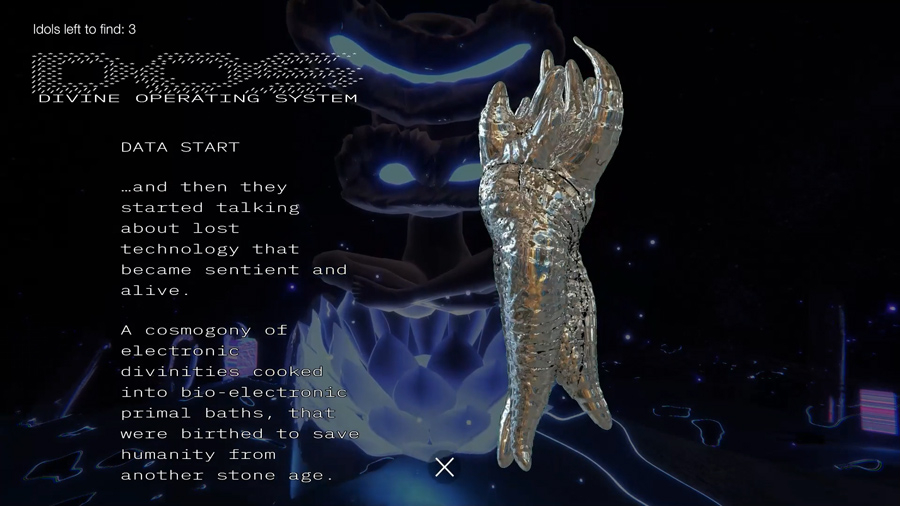 Idols left to find: 3
D.O.S
DIVINE OPERATING SYSTEM
DATA START
…and then they
started talking
about lost
technology that
became sentient and
alive.
A cosmogony of
electronic
divinities cooked
into bio-electronic
primal baths, that
were birthed to save
humanity from
another stone age.